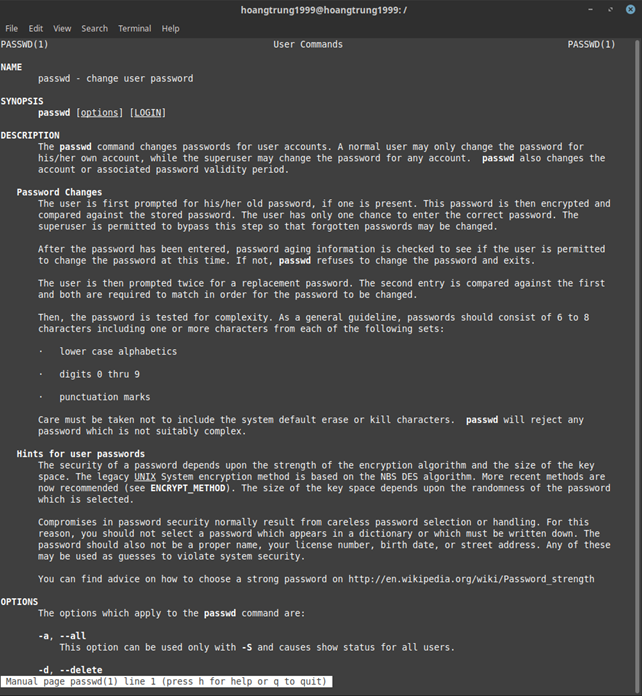 hoangtrung1999@hoangtrung1999: /
File Edit View Search Terminal Help
PASSWD(1) User Commands PASSWD(1)
NAME
passwd - change user password
SYNOPSIS
passwd [options] [LOGIN]
DESCRIPTION
The passwd command changes passwords for user accounts. A normal user may only change the password for
his/her own account, while the superuser may change the password for any account. passwd also changes the
account or associated password validity period.
Password Changes
The user is first prompted for his/her old password, if one is present. This password is then encrypted and
compared against the stored password. The user has only one chance to enter the correct password. The
superuser is permitted to bypass this step so that forgotten passwords may be changed.
After the password has been entered, password aging information is checked to see if the user is permitted
to change the password at this time. If not, passwd refuses to change the password and exits.
The user is then prompted twice for a replacement password. The second entry is compared against the first
and both are required to match in order for the password to be changed.
Then, the password is tested for complexity. As a general guideline, passwords should consist of 6 to 8
characters including one or more characters from each of the following sets:
· lower case alphabetics
· digits 0 thru 9
· punctuation marks
Care must be taken not to include the system default erase or kill characters. passwd will reject any
password which is not suitably complex.
Hints for user passwords
The security of a password depends upon the strength of the encryption algorithm and the size of the key
space. The legacy UNIX System encryption method is based on the NBS DES algorithm. More recent methods are
now recommended (see ENCRYPT_METHOD). The size of the key space depends upon the randomness of the password
which is selected.
Compromises in password security normally result from careless password selection or handling. For this
reason, you should not select a password which appears in a dictionary or which must be written down. The
password should also not be a proper name, your license number, birth date, or street address. Any of these
may be used as guesses to violate system security.
You can find advice on how to choose a strong password on http://en.wikipedia.org/wiki/Password_strength
OPTIONS
The options which apply to the passwd command are:
-a, --all
This option can be used only with -S and causes show status for all users.
-d, --delete
Manual page passwd(1) line 1 (press h for help or q to quit)